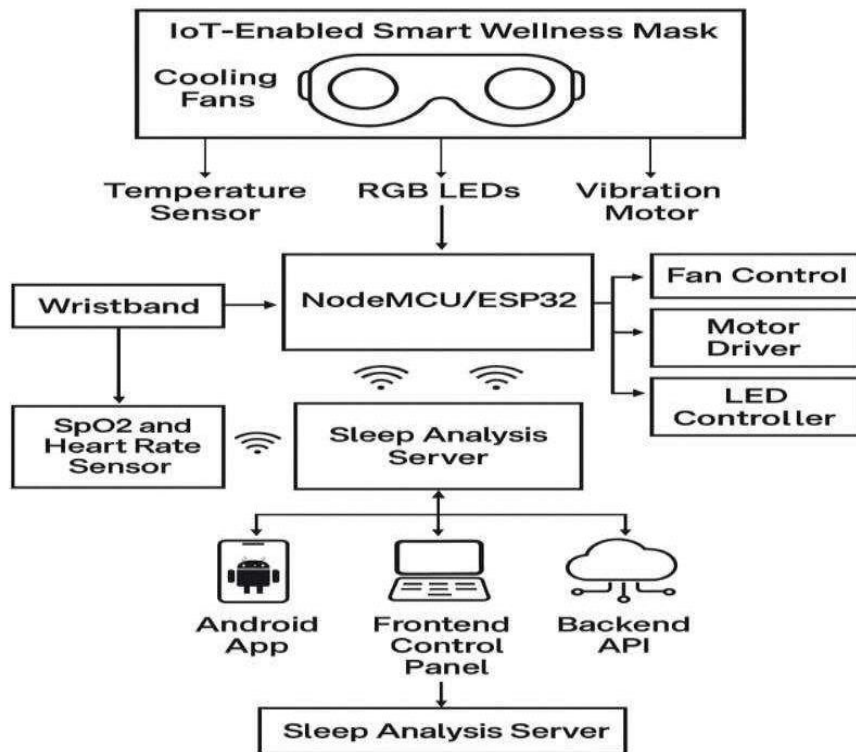 IoT-Enabled Smart Wellness Mask
Cooling
Fans
Temperature
Sensor
RGB LEDs
Vibration
Motor
Wristband
NodeMCU/ESP32
Fan Control
Motor
Driver
LED
Controller
SpO2 and
Heart Rate
Sensor
Sleep Analysis
Server
Android
App
Frontend
Control
Panel
Backend
API
Sleep Analysis Server